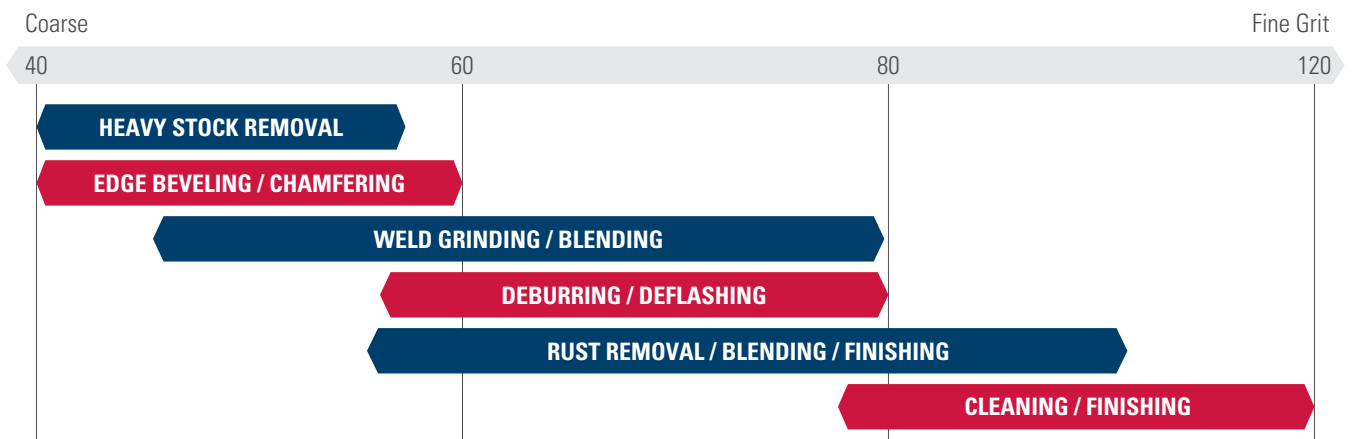 Coarse Fine Grit
40 60 80 120
HEAVY STOCK REMOVAL
EDGE BEVELING / CHAMFERING
WELD GRINDING / BLENDING
DEBURRING / DEFLASHING
RUST REMOVAL / BLENDING / FINISHING
CLEANING / FINISHING